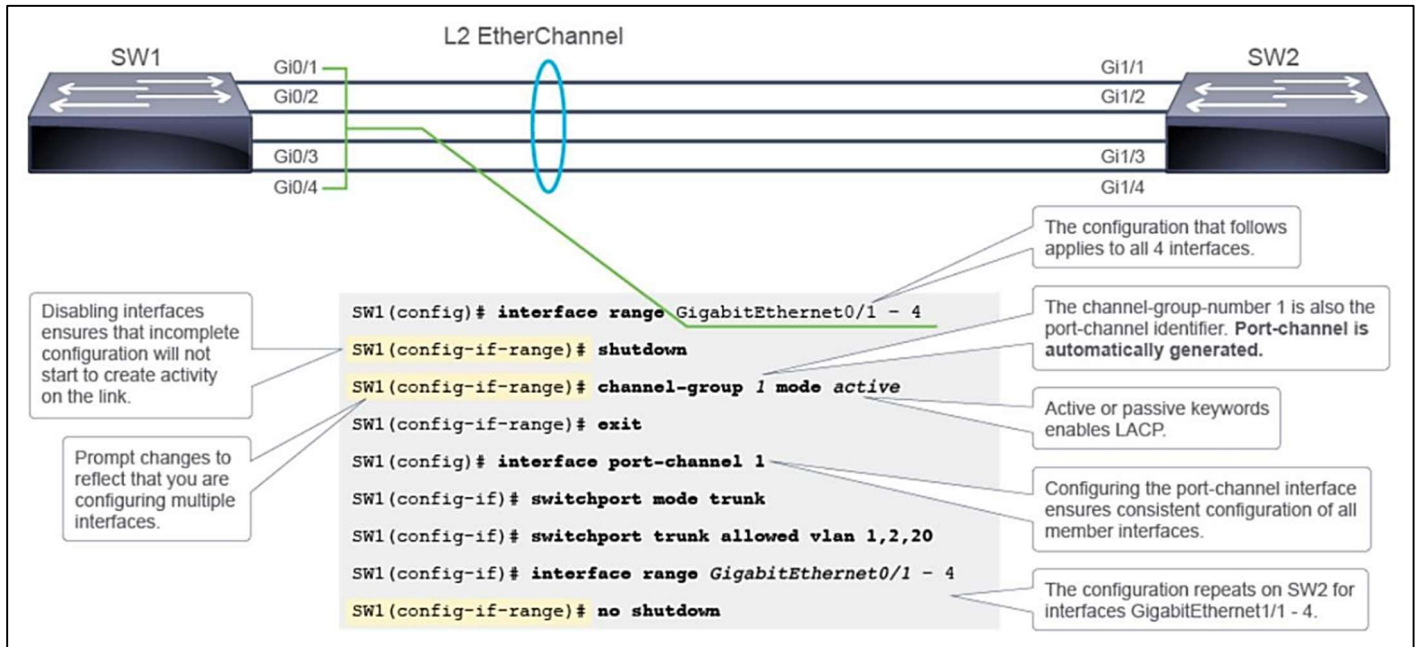 L2 EtherChannel
SW1
SW2
Gi0/1
Gi0/2
Gi0/3
Gi0/4
Gi1/1
Gi1/2
Gi1/3
Gi1/4
The configuration that follows
applies to all 4 interfaces.
Disabling interfaces
ensures that incomplete
configuration will not
start to create activity
on the link.
Prompt changes to
reflect that you are
configuring multiple
interfaces.
SW1(config)# interface range GigabitEthernet0/1 - 4
SW1(config-if-range)# shutdown
SW1(config-if-range)# channel-group 1 mode active
SW1(config-if-range)# exit
SW1(config)# interface port-channel 1
SW1(config-if)# switchport mode trunk
SW1(config-if)# switchport trunk allowed vlan 1,2,20
SW1(config-if)# interface range GigabitEthernet0/1 - 4
SW1(config-if-range)# no shutdown
The channel-group-number 1 is also the
port-channel identifier. Port-channel is
automatically generated.
Active or passive keywords
enables LACP.
Configuring the port-channel interface
ensures consistent configuration of all
member interfaces.
The configuration repeats on SW2 for
interfaces GigabitEthernet1/1 - 4.